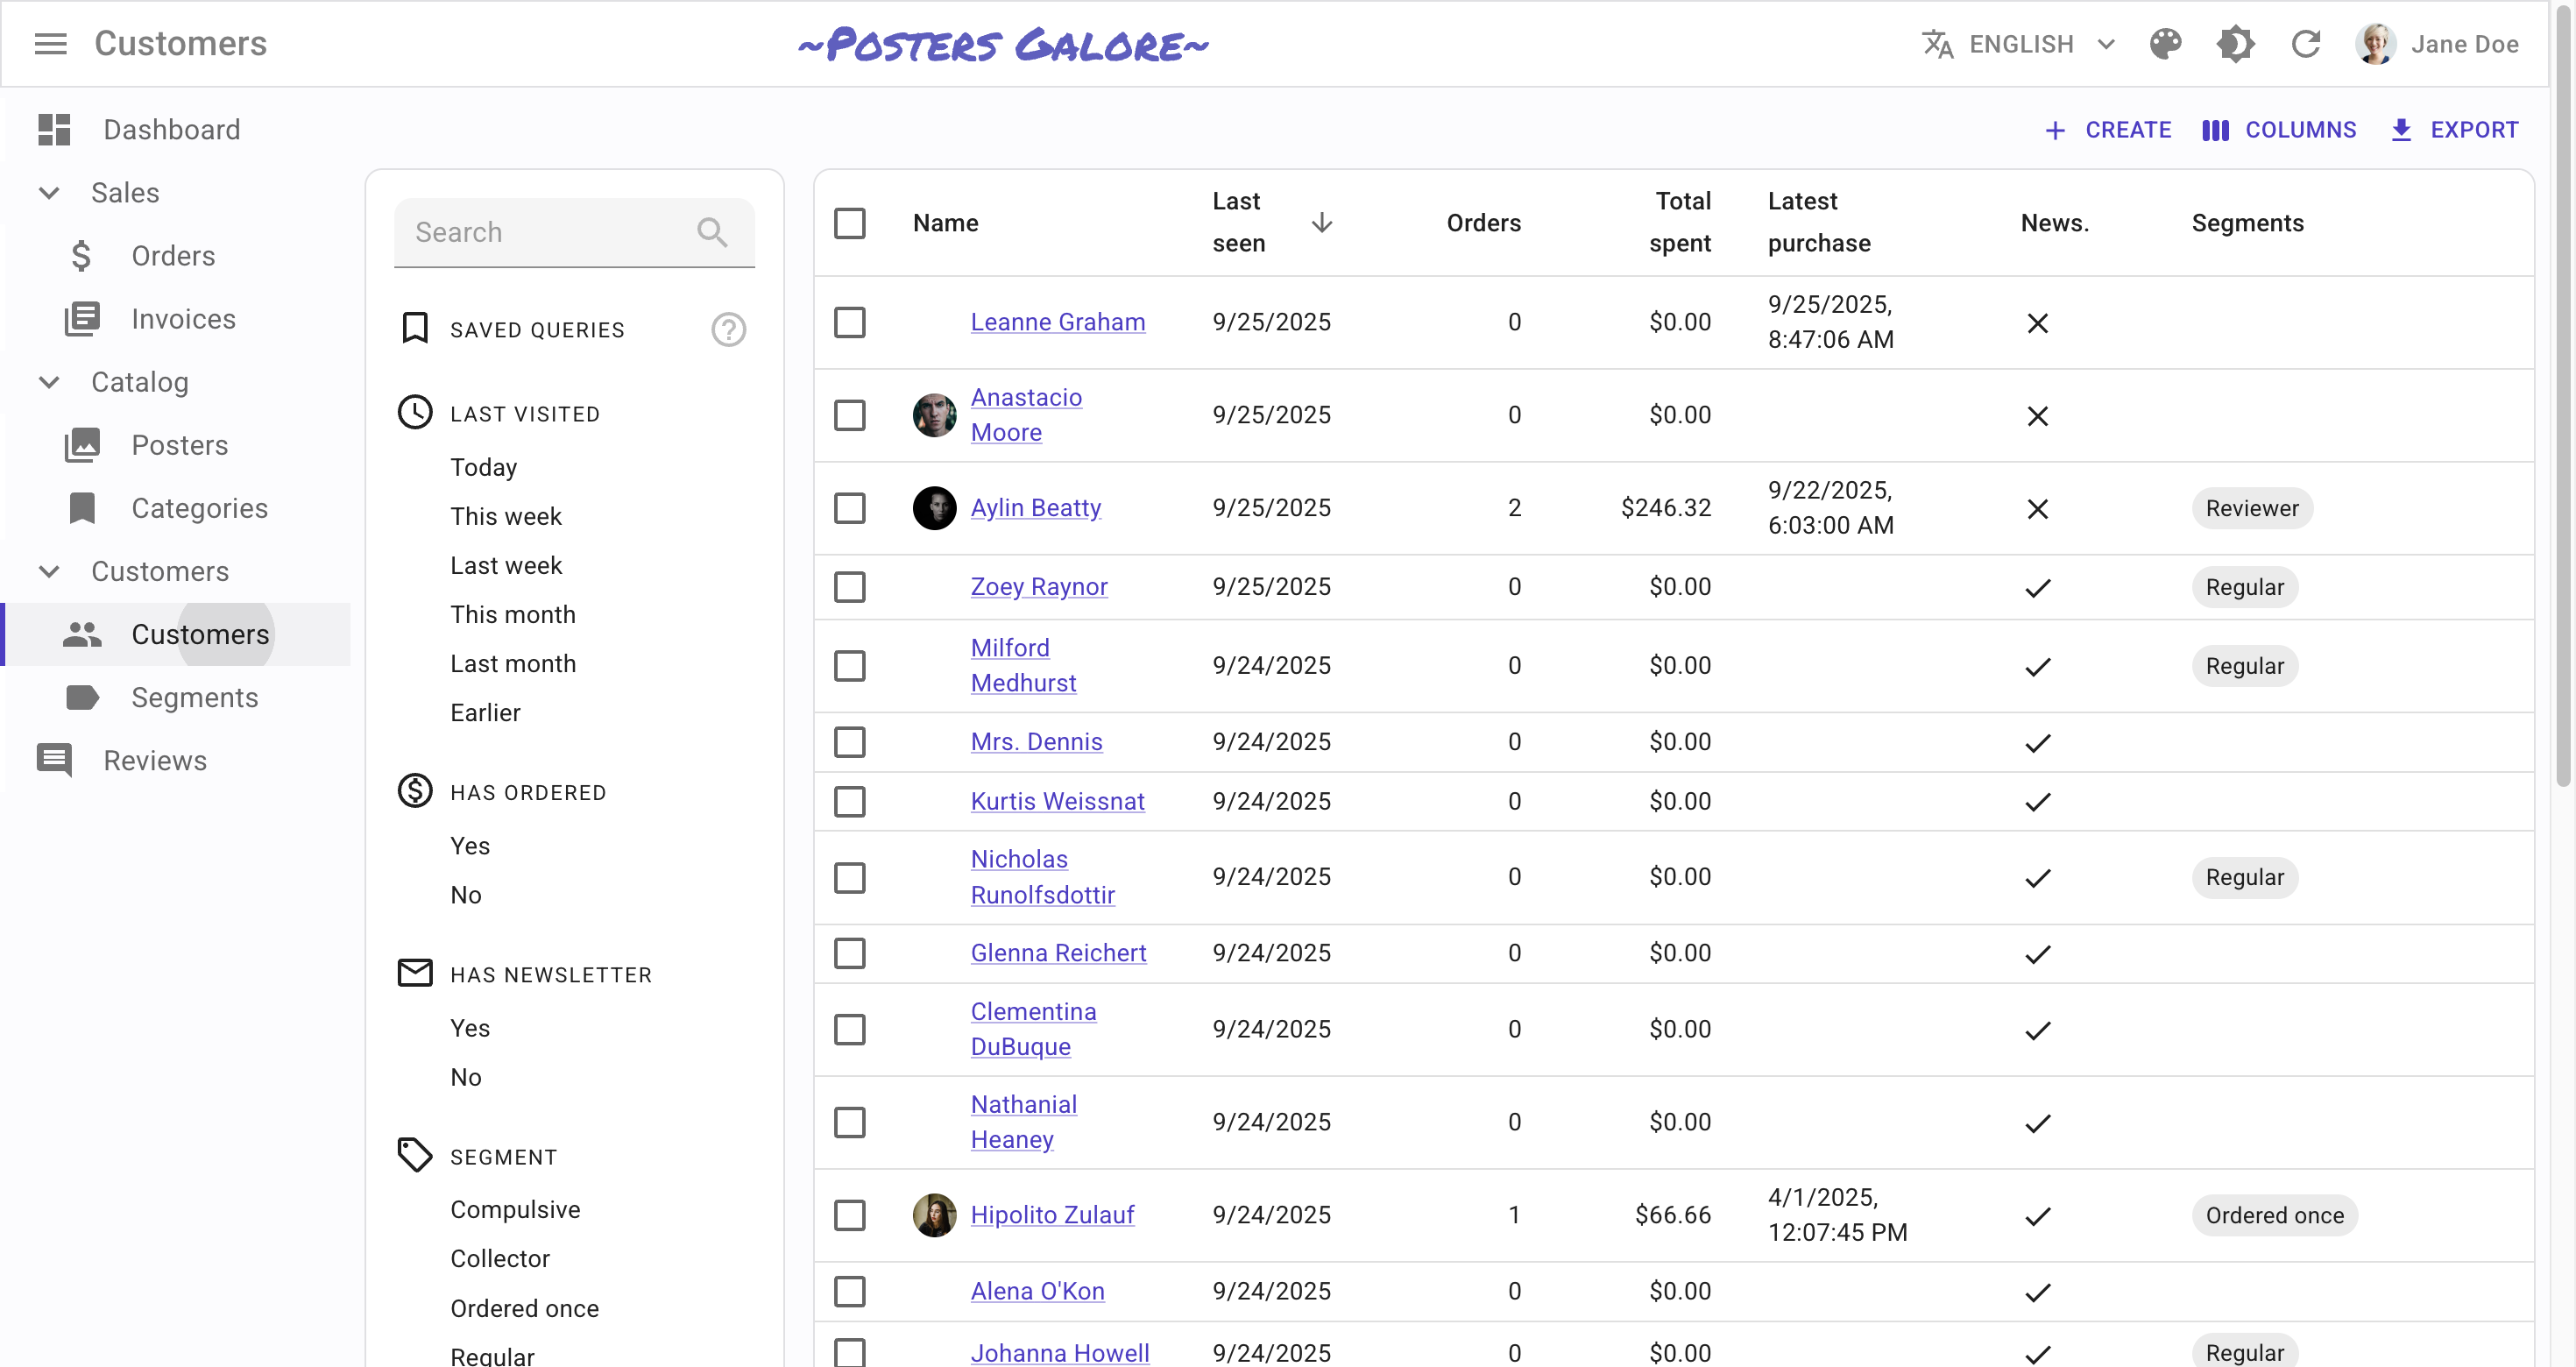 Customers
~Posters Galore~
ENGLISH
Jane Doe
Dashboard
Sales
Orders
Invoices
Catalog
Posters
Categories
Customers
Customers
Segments
Reviews
CREATE
COLUMNS
EXPORT
Search
SAVED QUERIES
LAST VISITED
Today
This week
Last week
This month
Last month
Earlier
HAS ORDERED
Yes
No
HAS NEWSLETTER
Yes
No
SEGMENT
Compulsive
Collector
Ordered once
Regular
Name
Last
seen
Orders
Total
spent
Latest
purchase
News.
Segments
Leanne Graham 9/25/2025 0 $0.00 9/25/2025,
8:47:06 AM
Anastacio
Moore 9/25/2025 0 $0.00
Aylin Beatty 9/25/2025 2 $246.32 9/22/2025,
6:03:00 AM Reviewer
Zoey Raynor 9/25/2025 0 $0.00 Regular
Milford
Medhurst 9/24/2025 0 $0.00 Regular
Mrs. Dennis 9/24/2025 0 $0.00
Kurtis Weissnat 9/24/2025 0 $0.00
Nicholas
Runolfsdottir 9/24/2025 0 $0.00 Regular
Glenna Reichert 9/24/2025 0 $0.00
Clementina
DuBuque 9/24/2025 0 $0.00
Nathanial
Heaney 9/24/2025 0 $0.00
Hipolito Zulauf 9/24/2025 1 $66.66 4/1/2025,
12:07:45 PM Ordered once
Alena O'Kon 9/24/2025 0 $0.00
Johanna Howell 9/24/2025 0 $0.00 Regular